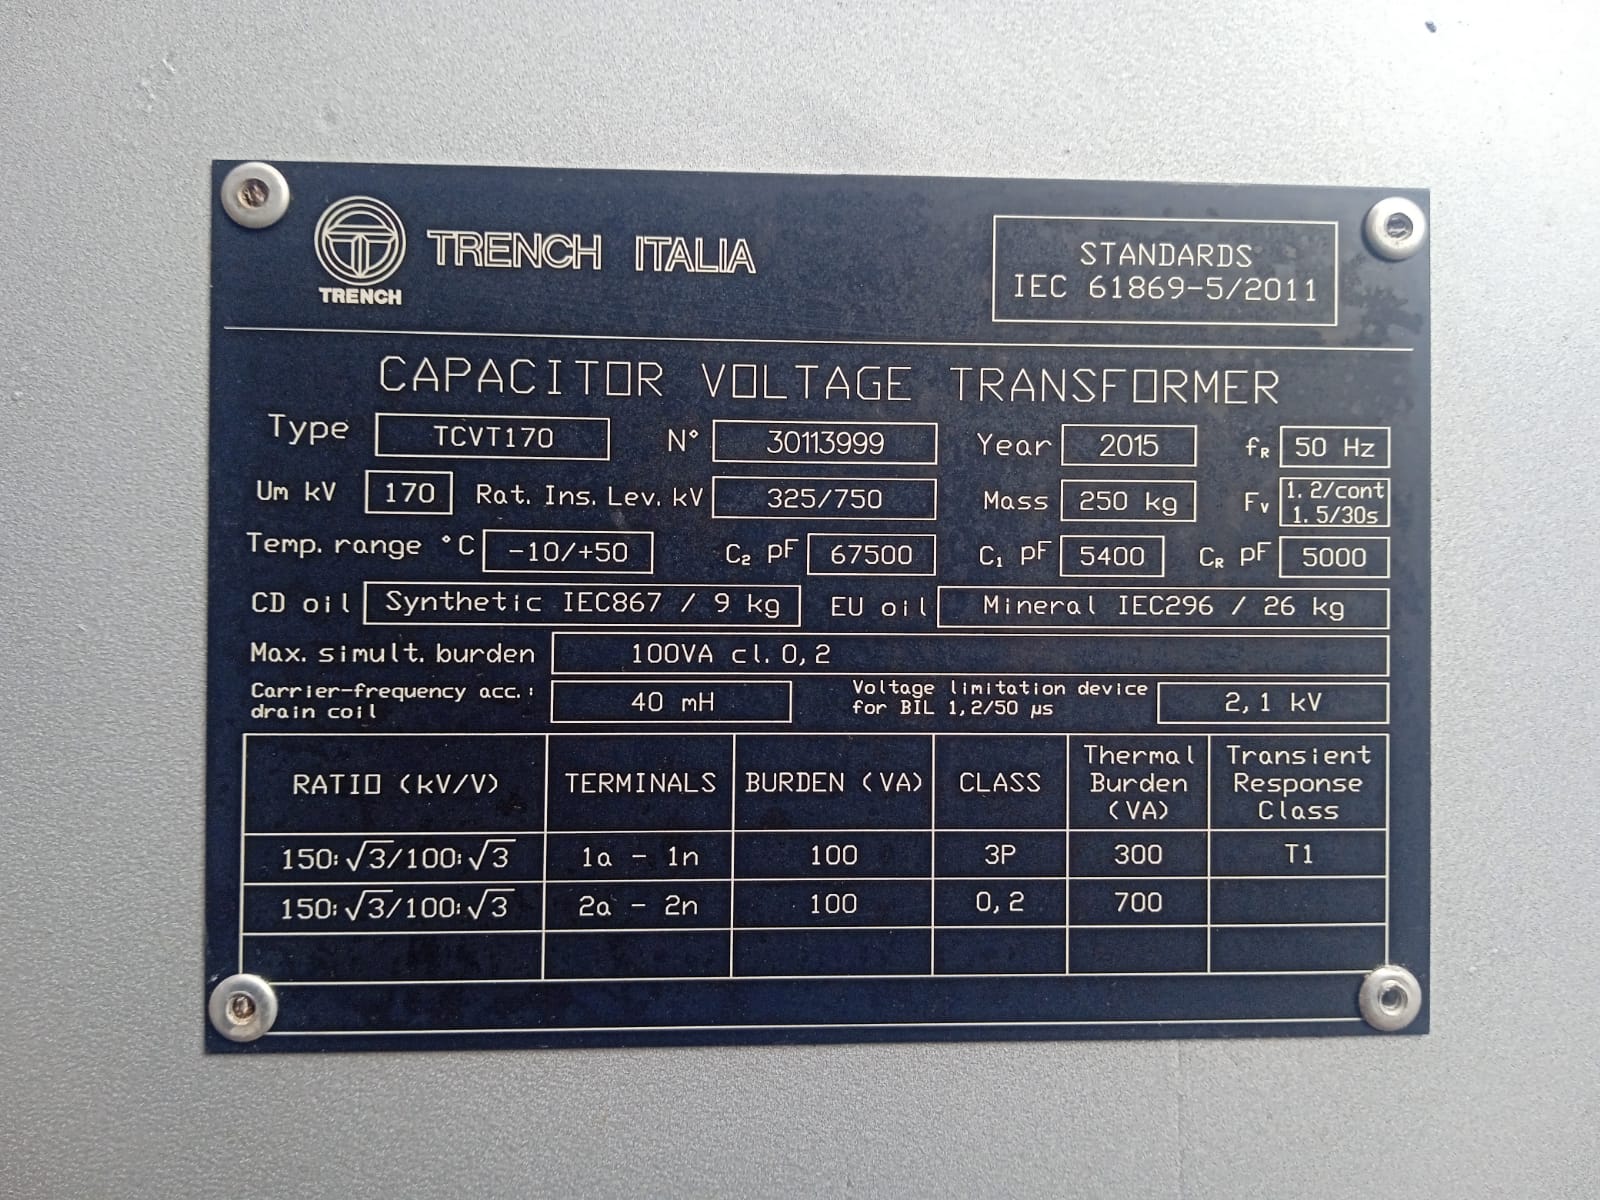 TRENCH ITALIA
TRENCH
STANDARDS
IEC 61869-5/2011
CAPACITOR VOLTAGE TRANSFORMER
Type TCVT170 N° 30113999 Year 2015 fR 50 Hz
Um kV 170 Rat. Ins. Lev. kV 325/750 Mass 250 kg Fv 1.2/cont 1.5/30s
Temp. range °C -10/+50 C₂ pF 67500 C₁ pF 5400 CR pF 5000
CD oil Synthetic IEC867 / 9 kg EU oil Mineral IEC296 / 26 kg
Max. simult. burden 100VA cl. 0,2
Carrier-frequency acc.: drain coil 40 mH Voltage limitation device for BIL 1,2/50 µs 2,1 kV
RATIO (kV/V) TERMINALS BURDEN (VA) CLASS Thermal Burden (VA) Transient Response Class
150:√3/100:√3 1a - 1n 100 3P 300 T1
150:√3/100:√3 2a - 2n 100 0,2 700